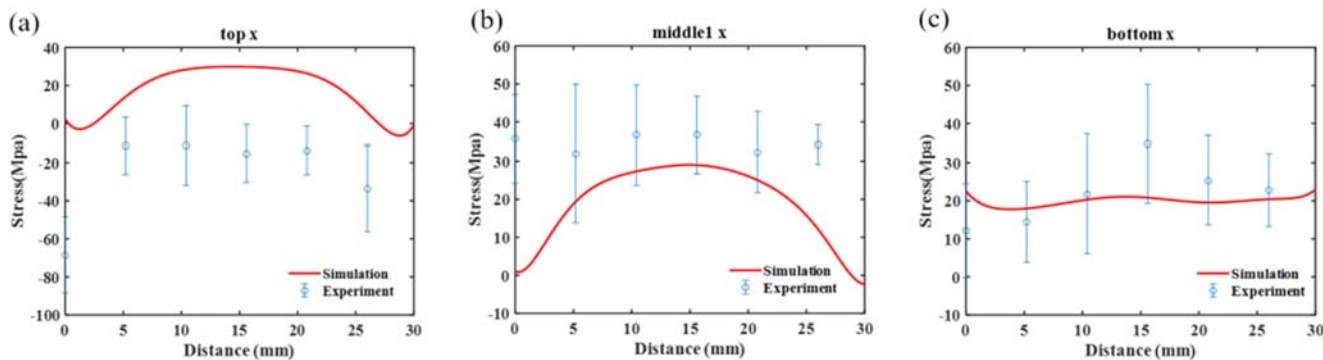 (a)
top x
Stress(Mpa)
40
20
0
-20
-40
-60
-80
-100
0 5 10 15 20 25 30
Distance (mm)
Simulation
Experiment
(b)
middle1 x
Stress(Mpa)
60
50
40
30
20
10
0
-10
0 5 10 15 20 25 30
Distance (mm)
Simulation
Experiment
(c)
bottom x
Stress(Mpa)
60
50
40
30
20
10
0
-10
0 5 10 15 20 25 30
Distance (mm)
Simulation
Experiment